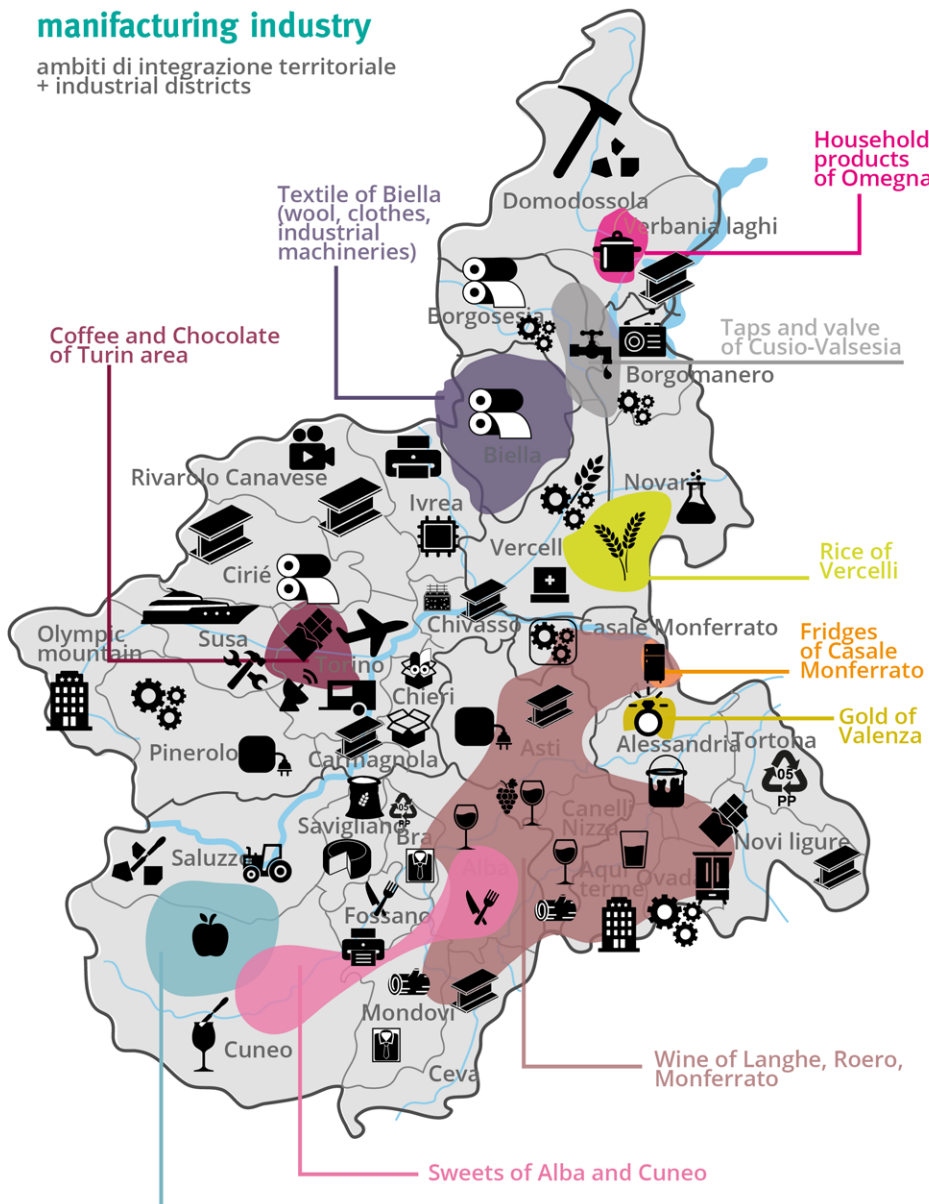 manifacturing industry
ambiti di integrazione territoriale
+ industrial districts
Household
products
of Omegna
Domodossola
Verbania laghi
Textile of Biella
(wool, clothes,
industrial
machineries)
Borgosesia
Coffee and Chocolate
of Turin area
Taps and valve
of Cusio-Valsesia
Borgomanero
Biella
Rivarolo Canavese
Ivrea
Novara
Vercelli
Cirié
Rice of
Vercelli
Chivasso
Casale Monferrato
Olympic
mountain
Susa
Torino
Chieri
Fridges
of Casale
Monferrato
Gold of
Valenza
Pinerolo
Carmagnola
Asti
Alessandria
Tortona
05
PP
Savigliano
05
PP
Bra
Canelli
Nizza
Novi ligure
Saluzzo
Alba
Aqui
terme
Ovada
Fossano
Mondovì
Cuneo
Ceva
Wine of Langhe, Roero,
Monferrato
Sweets of Alba and Cuneo